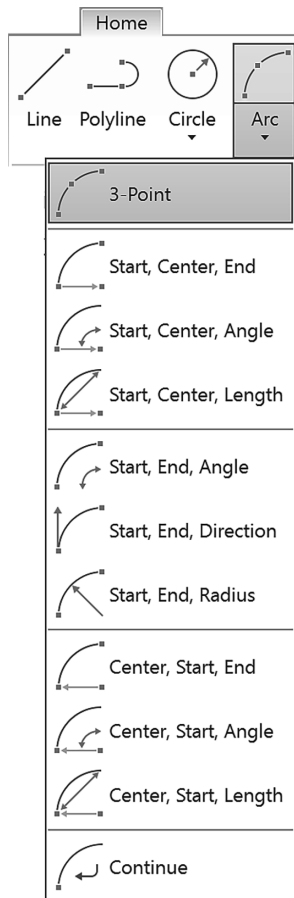 Home
Line Polyline Circle Arc
3-Point
Start, Center, End
Start, Center, Angle
Start, Center, Length
Start, End, Angle
Start, End, Direction
Start, End, Radius
Center, Start, End
Center, Start, Angle
Center, Start, Length
Continue